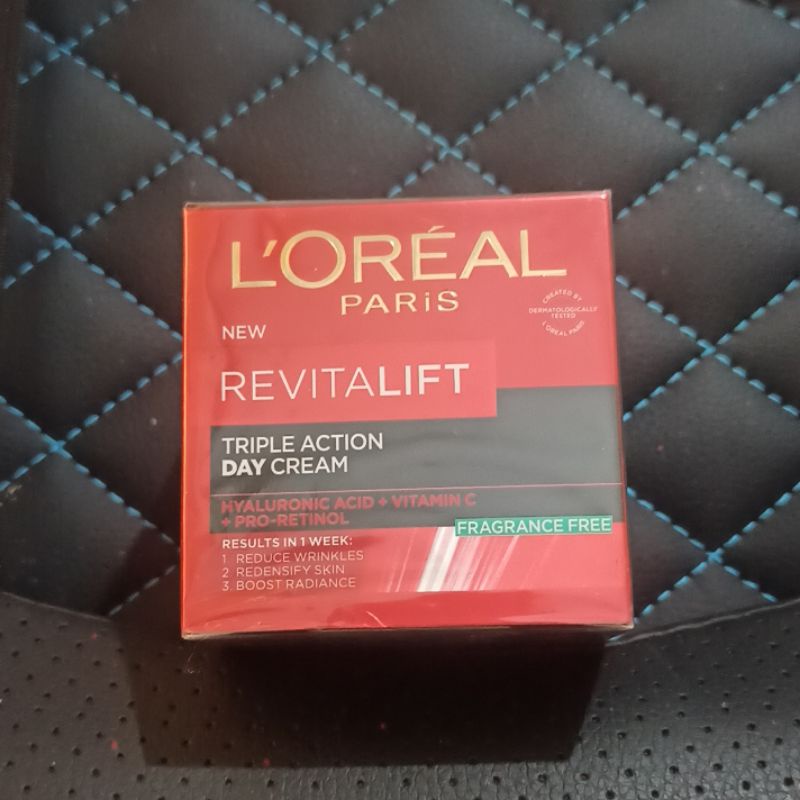 L'ORÉAL
PARiS
CREATED BY
DERMATOLOGICALLY
TESTED
L'ORÉAL PARIS
NEW
REVITALIFT
TRIPLE ACTION
DAY CREAM
HYALURONIC ACID + VITAMIN C
+ PRO-RETINOL
FRAGRANCE FREE
RESULTS IN 1 WEEK:
1 REDUCE WRINKLES
2 REDENSIFY SKIN
3. BOOST RADIANCE